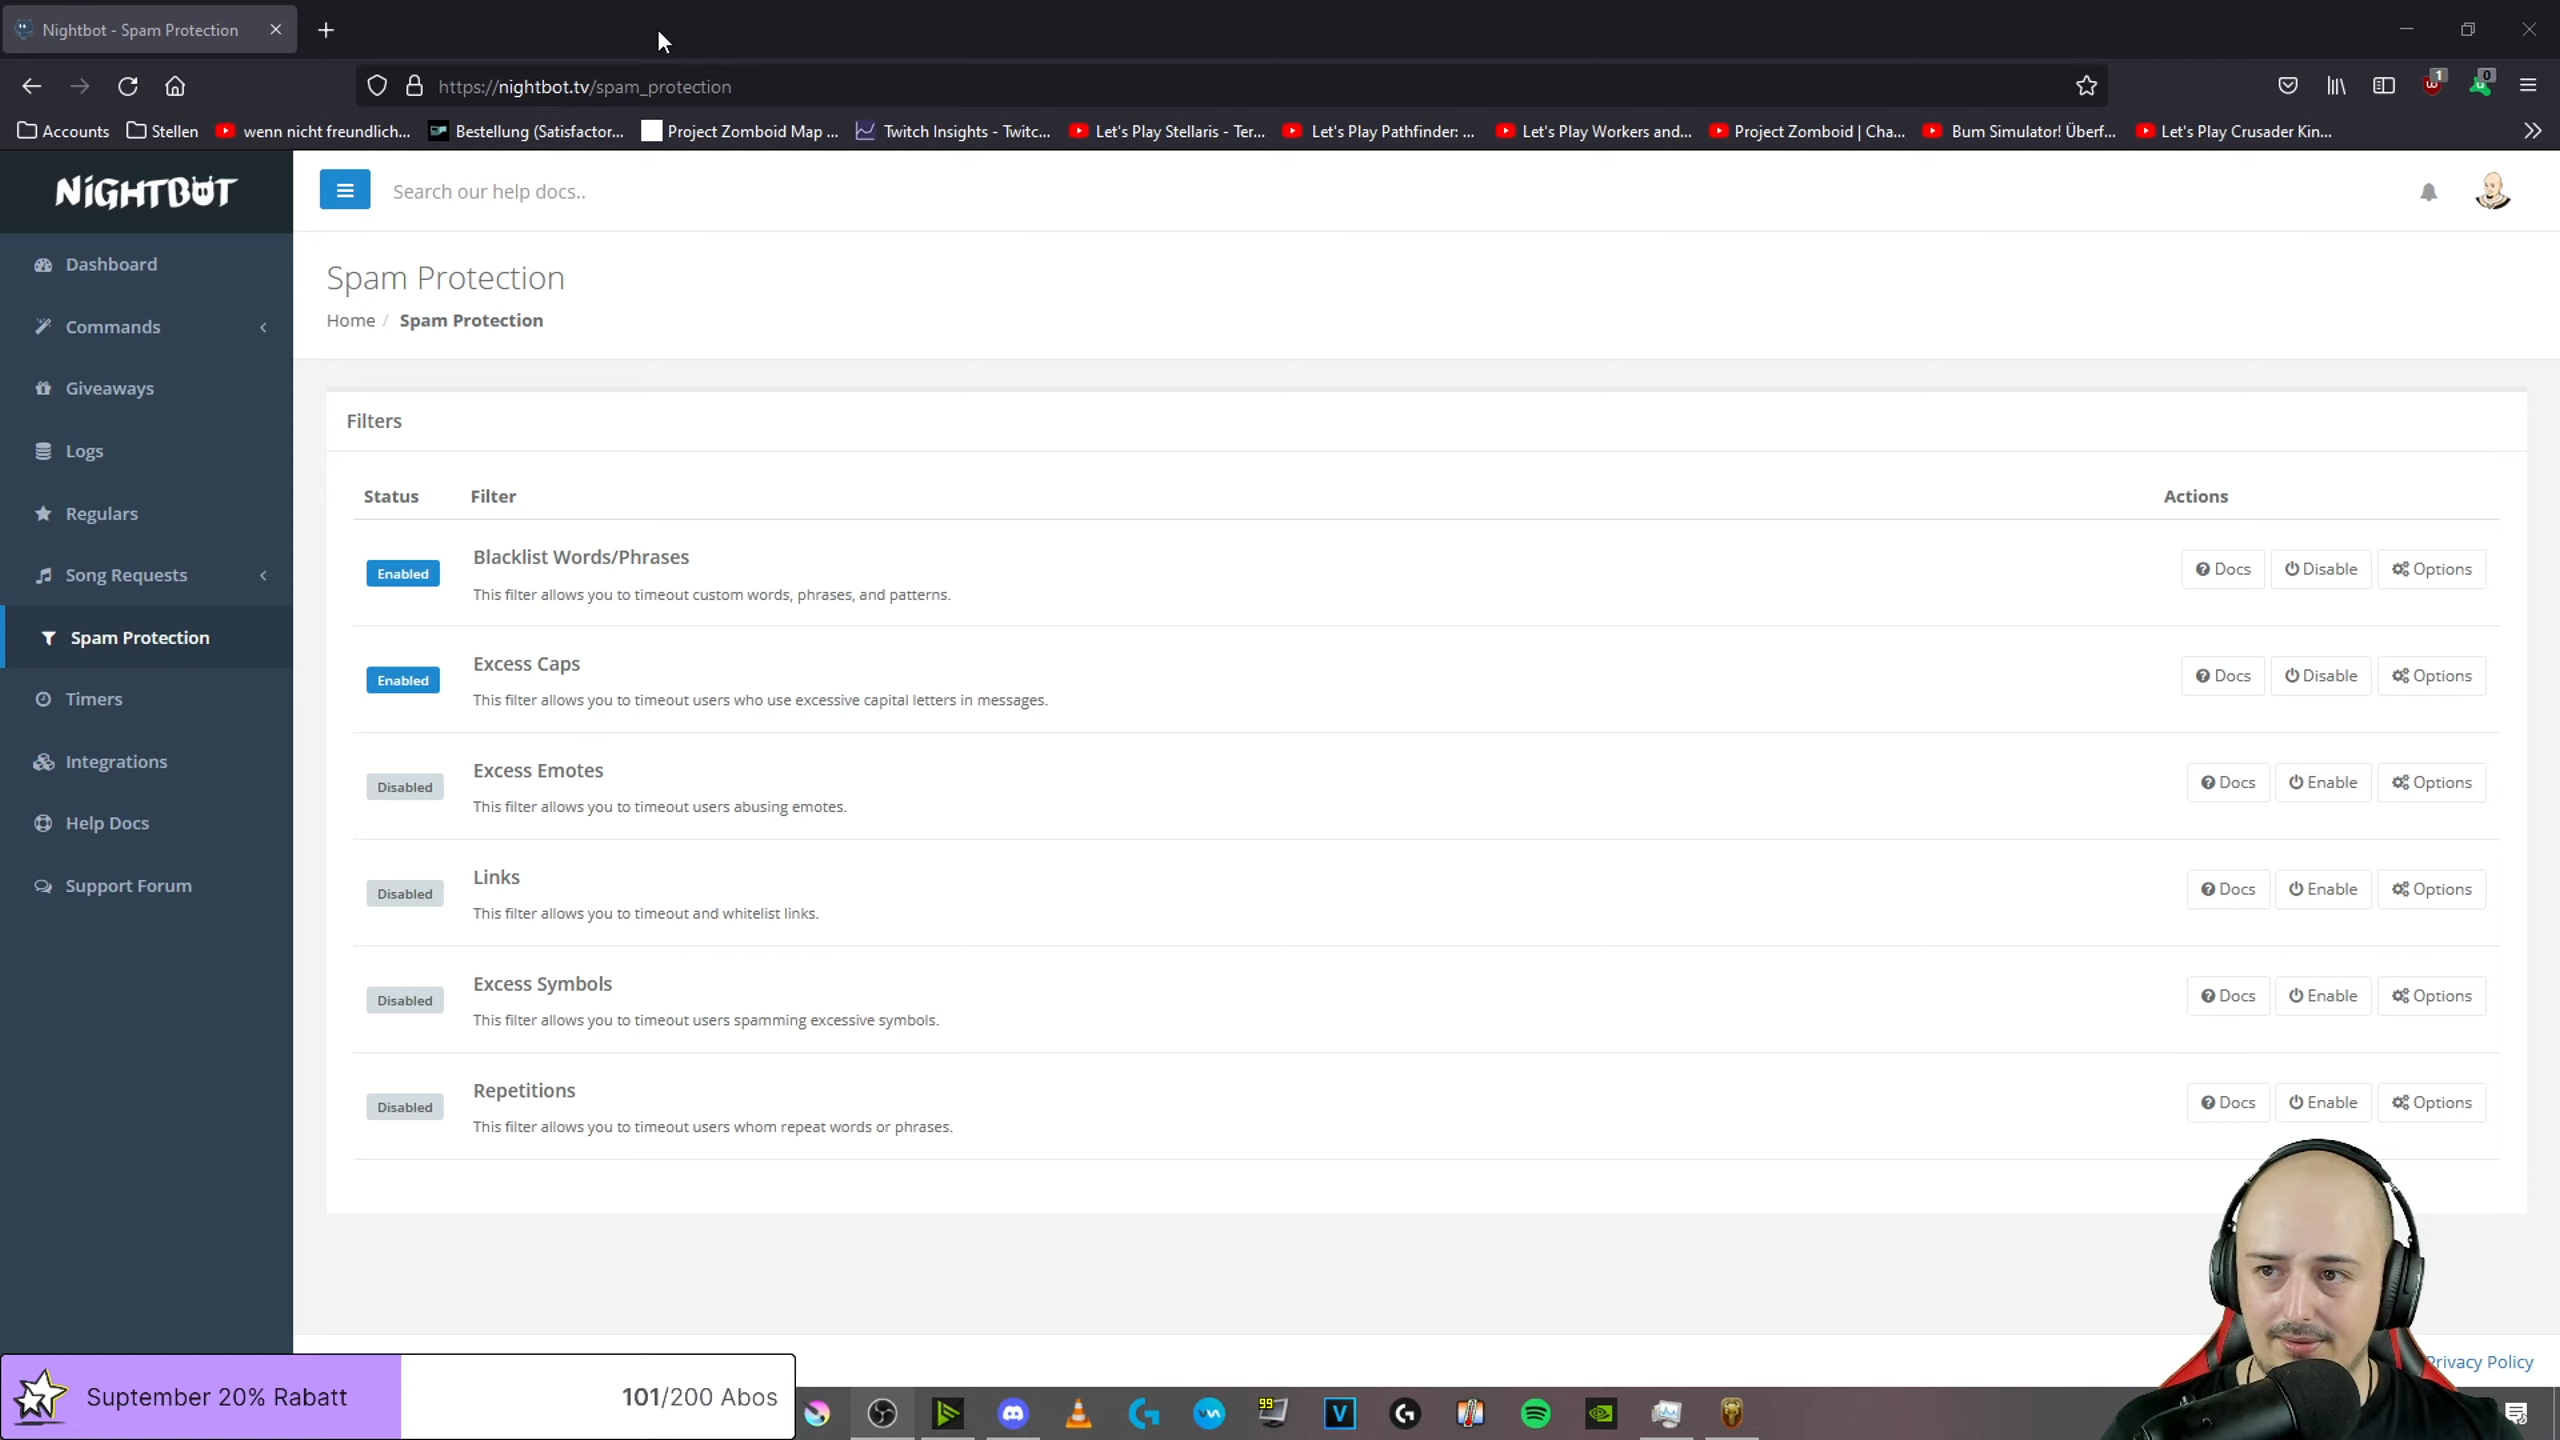 Nightbot - Spam Protection
https://nightbot.tv/spam_protection
1
0
Accounts
Stellen
wenn nicht freundlich...
Bestellung (Satisfactor...
Project Zomboid Map ...
Twitch Insights - Twitc...
Let's Play Stellaris - Ter...
Let's Play Pathfinder: ...
Let's Play Workers and...
Project Zomboid | Cha...
Bum Simulator! Überf...
Let's Play Crusader Kin...
NiGHTBOT
Search our help docs..
Dashboard
Commands
Giveaways
Logs
Regulars
Song Requests
Spam Protection
Timers
Integrations
Help Docs
Support Forum
Spam Protection
Home / Spam Protection
Filters
Status Filter Actions
Enabled Blacklist Words/Phrases Docs Disable Options
This filter allows you to timeout custom words, phrases, and patterns.
Enabled Excess Caps Docs Disable Options
This filter allows you to timeout users who use excessive capital letters in messages.
Disabled Excess Emotes Docs Enable Options
This filter allows you to timeout users abusing emotes.
Disabled Links Docs Enable Options
This filter allows you to timeout and whitelist links.
Disabled Excess Symbols Docs Enable Options
This filter allows you to timeout users spamming excessive symbols.
Disabled Repetitions Docs Enable Options
This filter allows you to timeout users whom repeat words or phrases.
Privacy Policy
Suptember 20% Rabatt 101/200 Abos
99